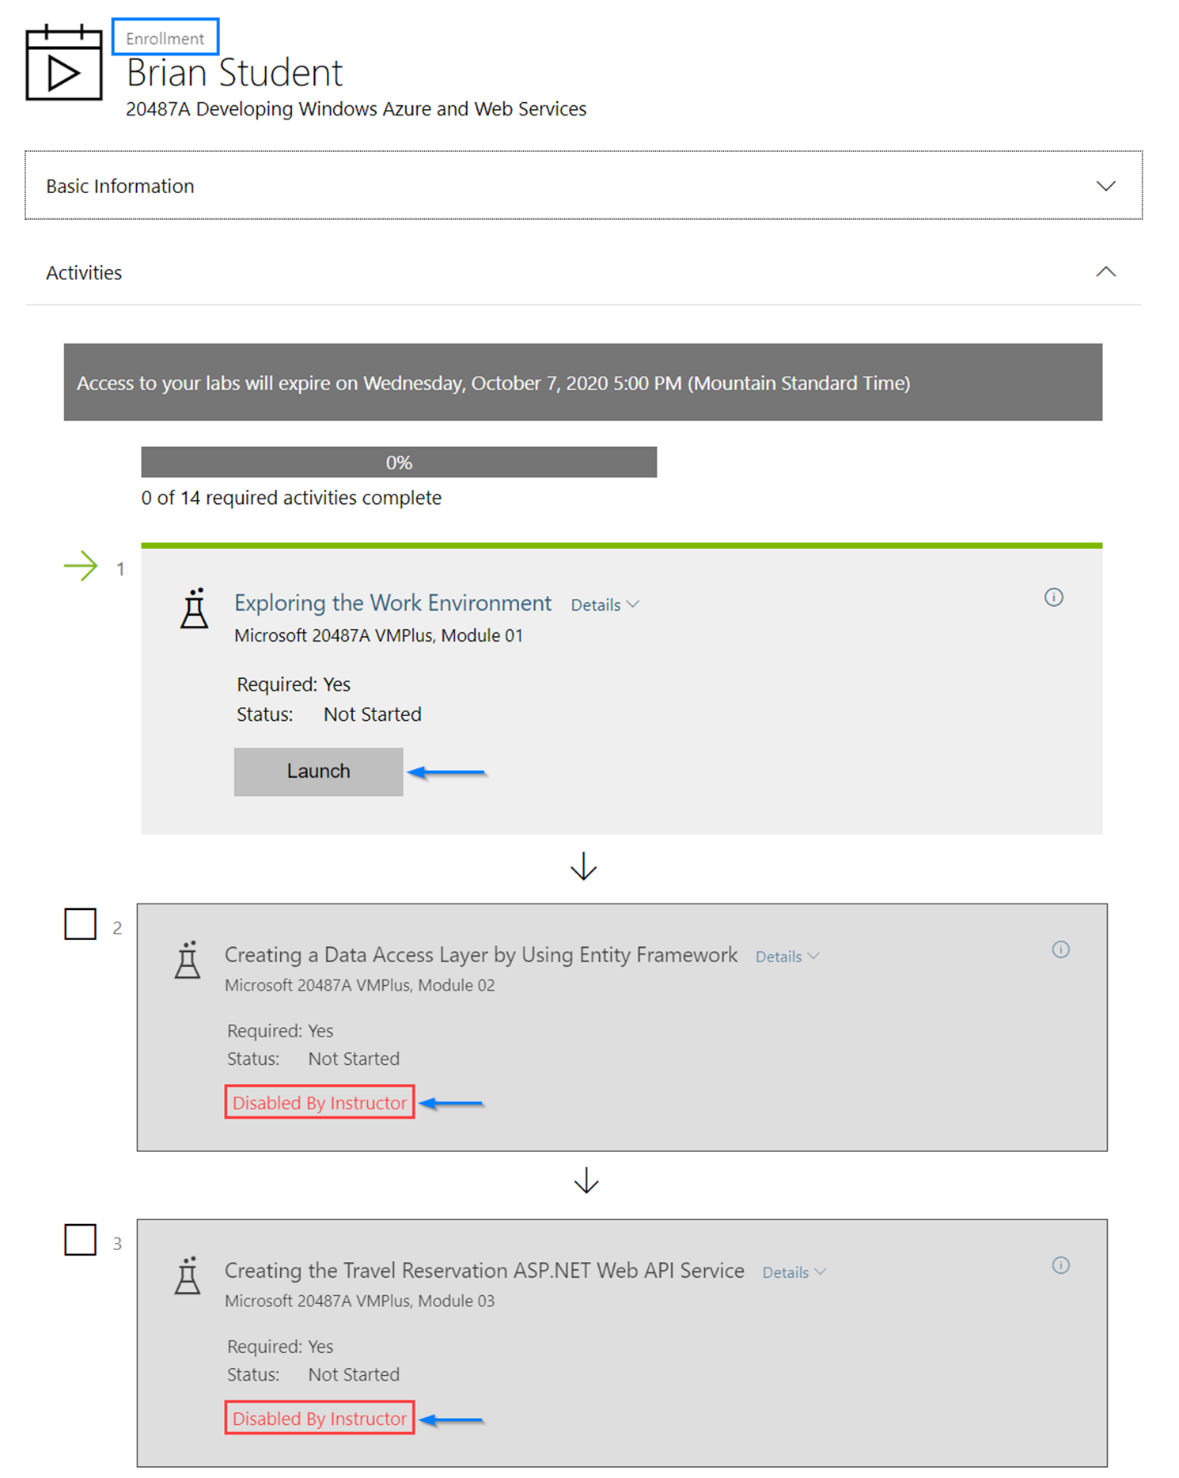 Enrollment
Brian Student
20487A Developing Windows Azure and Web Services
Basic Information
Activities
Access to your labs will expire on Wednesday, October 7, 2020 5:00 PM (Mountain Standard Time)
0%
0 of 14 required activities complete
1
Exploring the Work Environment Details
Microsoft 20487A VMPlus, Module 01
Required: Yes
Status: Not Started
Launch
2
Creating a Data Access Layer by Using Entity Framework Details
Microsoft 20487A VMPlus, Module 02
Required: Yes
Status: Not Started
Disabled By Instructor
3
Creating the Travel Reservation ASP.NET Web API Service Details
Microsoft 20487A VMPlus, Module 03
Required: Yes
Status: Not Started
Disabled By Instructor